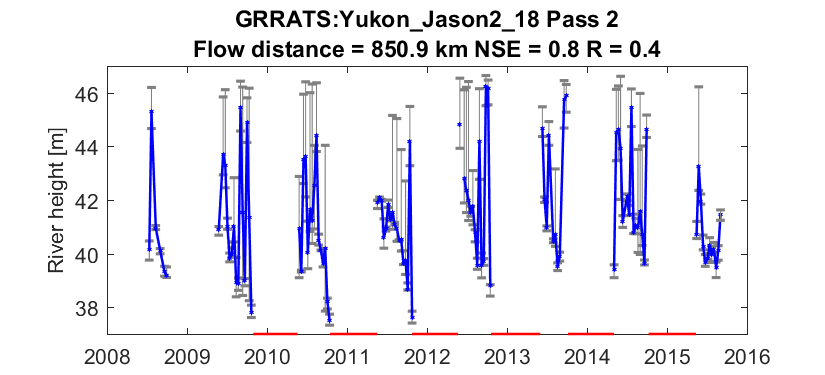 GRRATS:Yukon_Jason2_18 Pass 2
Flow distance = 850.9 km NSE = 0.8 R = 0.4
River height [m]
46
44
42
40
38
2008 2009 2010 2011 2012 2013 2014 2015 2016